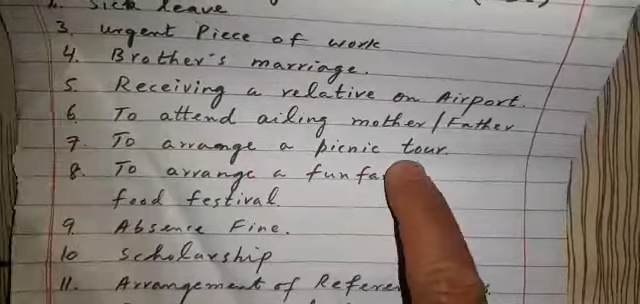 2. Sick leave
3. urgent Piece of work
4. Brother's marriage.
5. Receiving a relative on Airport.
6. To attend ailing mother/Father
7. To arrange a picnic tour.
8. To arrange a fun
food festival.
9. Absence Fine.
10 Scholarship
11. Arrangement of